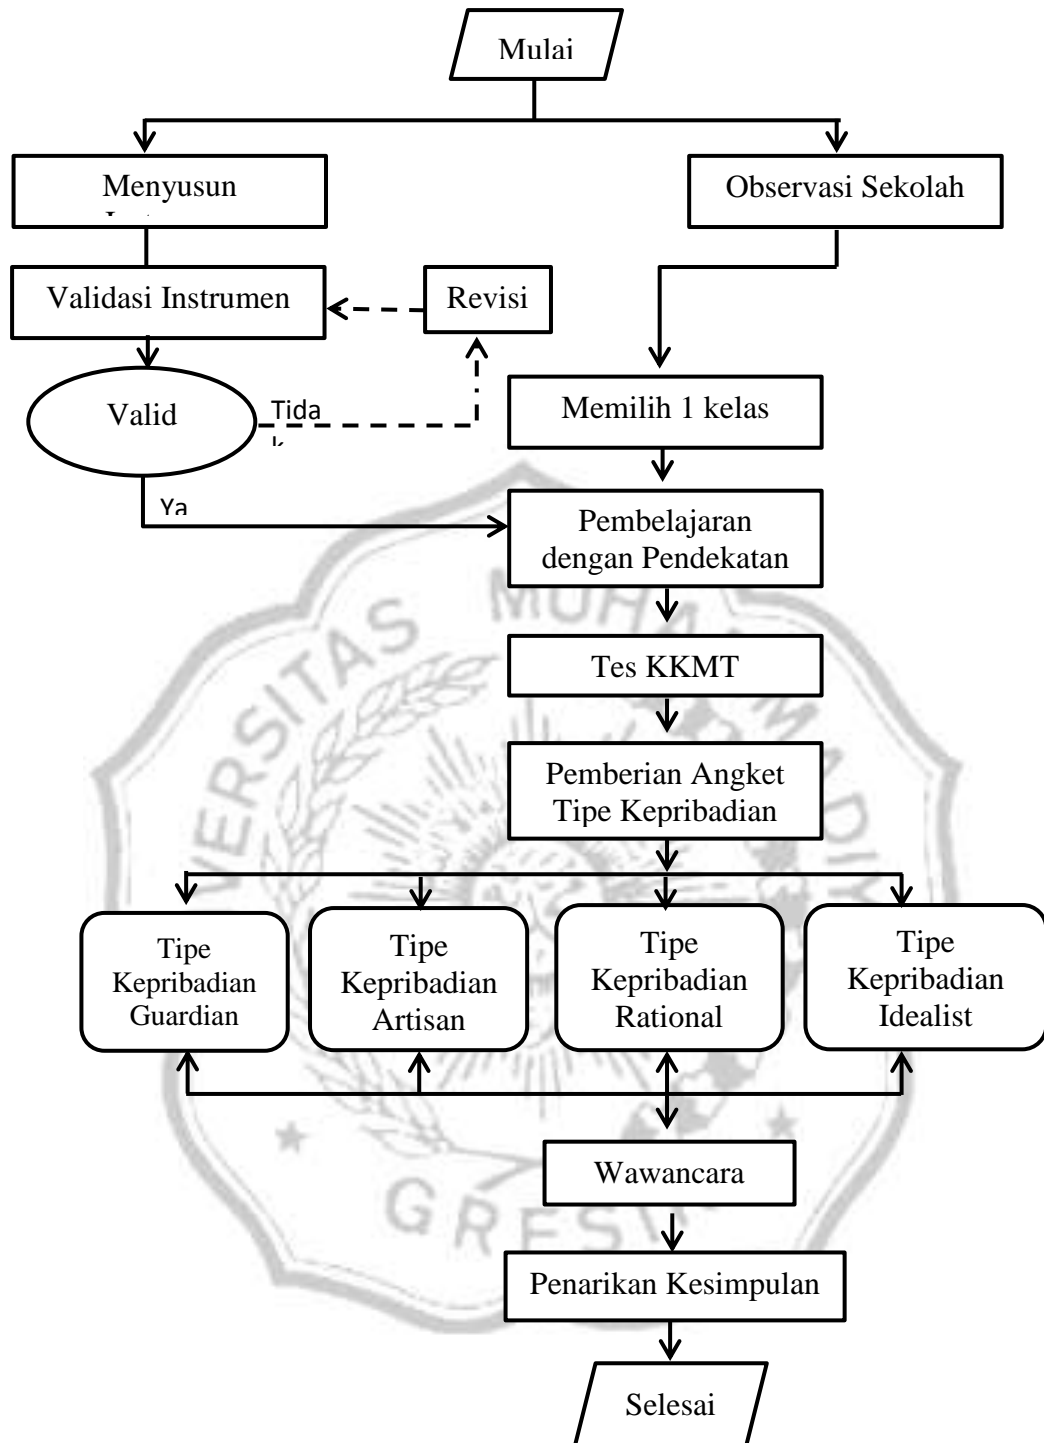 Mulai
Menyusun
Observasi Sekolah
Validasi Instrumen
Revisi
Valid
Tida
k
Memilih 1 kelas
Ya
Pembelajaran
dengan Pendekatan
Tes KKMT
Pemberian Angket
Tipe Kepribadian
Tipe
Kepribadian
Guardian
Tipe
Kepribadian
Artisan
Tipe
Kepribadian
Rational
Tipe
Kepribadian
Idealist
Wawancara
Penarikan Kesimpulan
Selesai